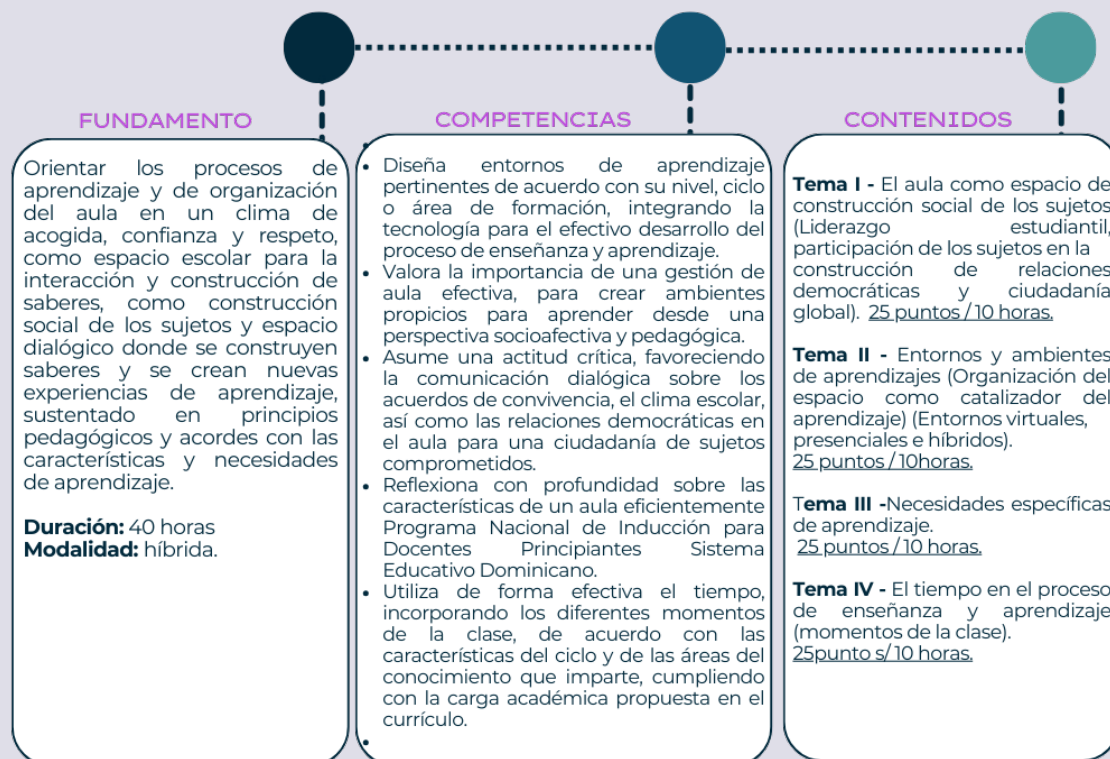 FUNDAMENTO
Orientar los procesos de
aprendizaje y de organización
del aula en un clima de
acogida, confianza y respeto,
como espacio escolar para la
interacción y construcción de
saberes, como construcción
social de los sujetos y espacio
dialógico donde se construyen
saberes y se crean nuevas
experiencias de aprendizaje,
sustentado en principios
pedagógicos y acordes con las
características y necesidades
de aprendizaje.
Duración: 40 horas
Modalidad: híbrida.
COMPETENCIAS
• Diseña entornos de aprendizaje
pertinentes de acuerdo con su nivel, ciclo
o área de formación, integrando la
tecnología para el efectivo desarrollo del
proceso de enseñanza y aprendizaje.
• Valora la importancia de una gestión de
aula efectiva, para crear ambientes
propicios para aprender desde una
perspectiva socioafectiva y pedagógica.
• Asume una actitud crítica, favoreciendo
la comunicación dialógica sobre los
acuerdos de convivencia, el clima escolar,
así como las relaciones democráticas en
el aula para una ciudadanía de sujetos
comprometidos.
• Reflexiona con profundidad sobre las
características de un aula eficientemente
Programa Nacional de Inducción para
Docentes Principiantes Sistema
Educativo Dominicano.
• Utiliza de forma efectiva el tiempo,
incorporando los diferentes momentos
de la clase, de acuerdo con las
características del ciclo y de las áreas del
conocimiento que imparte, cumpliendo
con la carga académica propuesta en el
currículo.
CONTENIDOS
Tema I - El aula como espacio de
construcción social de los sujetos
(Liderazgo estudiantil,
participación de los sujetos en la
construcción de relaciones
democráticas y ciudadanía
global). 25 puntos / 10 horas.
Tema II - Entornos y ambientes
de aprendizajes (Organización del
espacio como catalizador del
aprendizaje) (Entornos virtuales,
presenciales e híbridos).
25 puntos / 10horas.
Tema III -Necesidades específicas
de aprendizaje.
25 puntos / 10 horas.
Tema IV - El tiempo en el proceso
de enseñanza y aprendizaje
(momentos de la clase).
25punto s/ 10 horas.